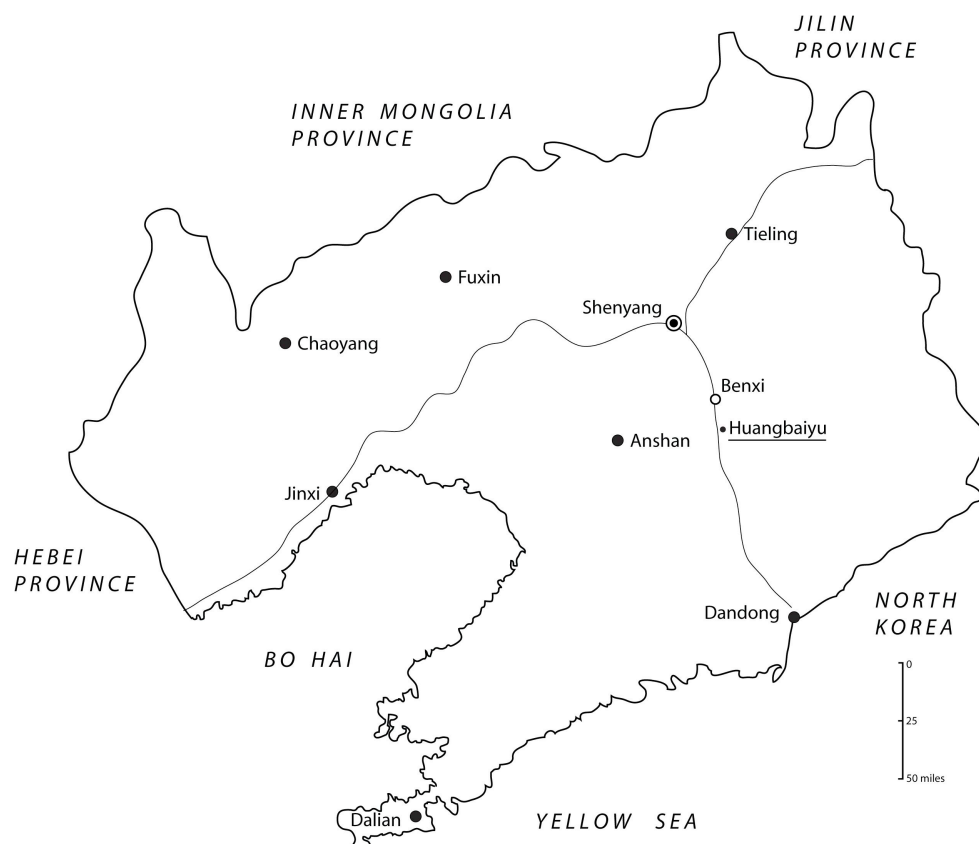 JILIN
PROVINCE
INNER MONGOLIA
PROVINCE
Tieling
Fuxin
Shenyang
Chaoyang
Benxi
Huangbaiyu
Anshan
Jinxi
HEBEI
PROVINCE
NORTH
KOREA
Dandong
BO HAI
0
25
50 miles
Dalian
YELLOW SEA